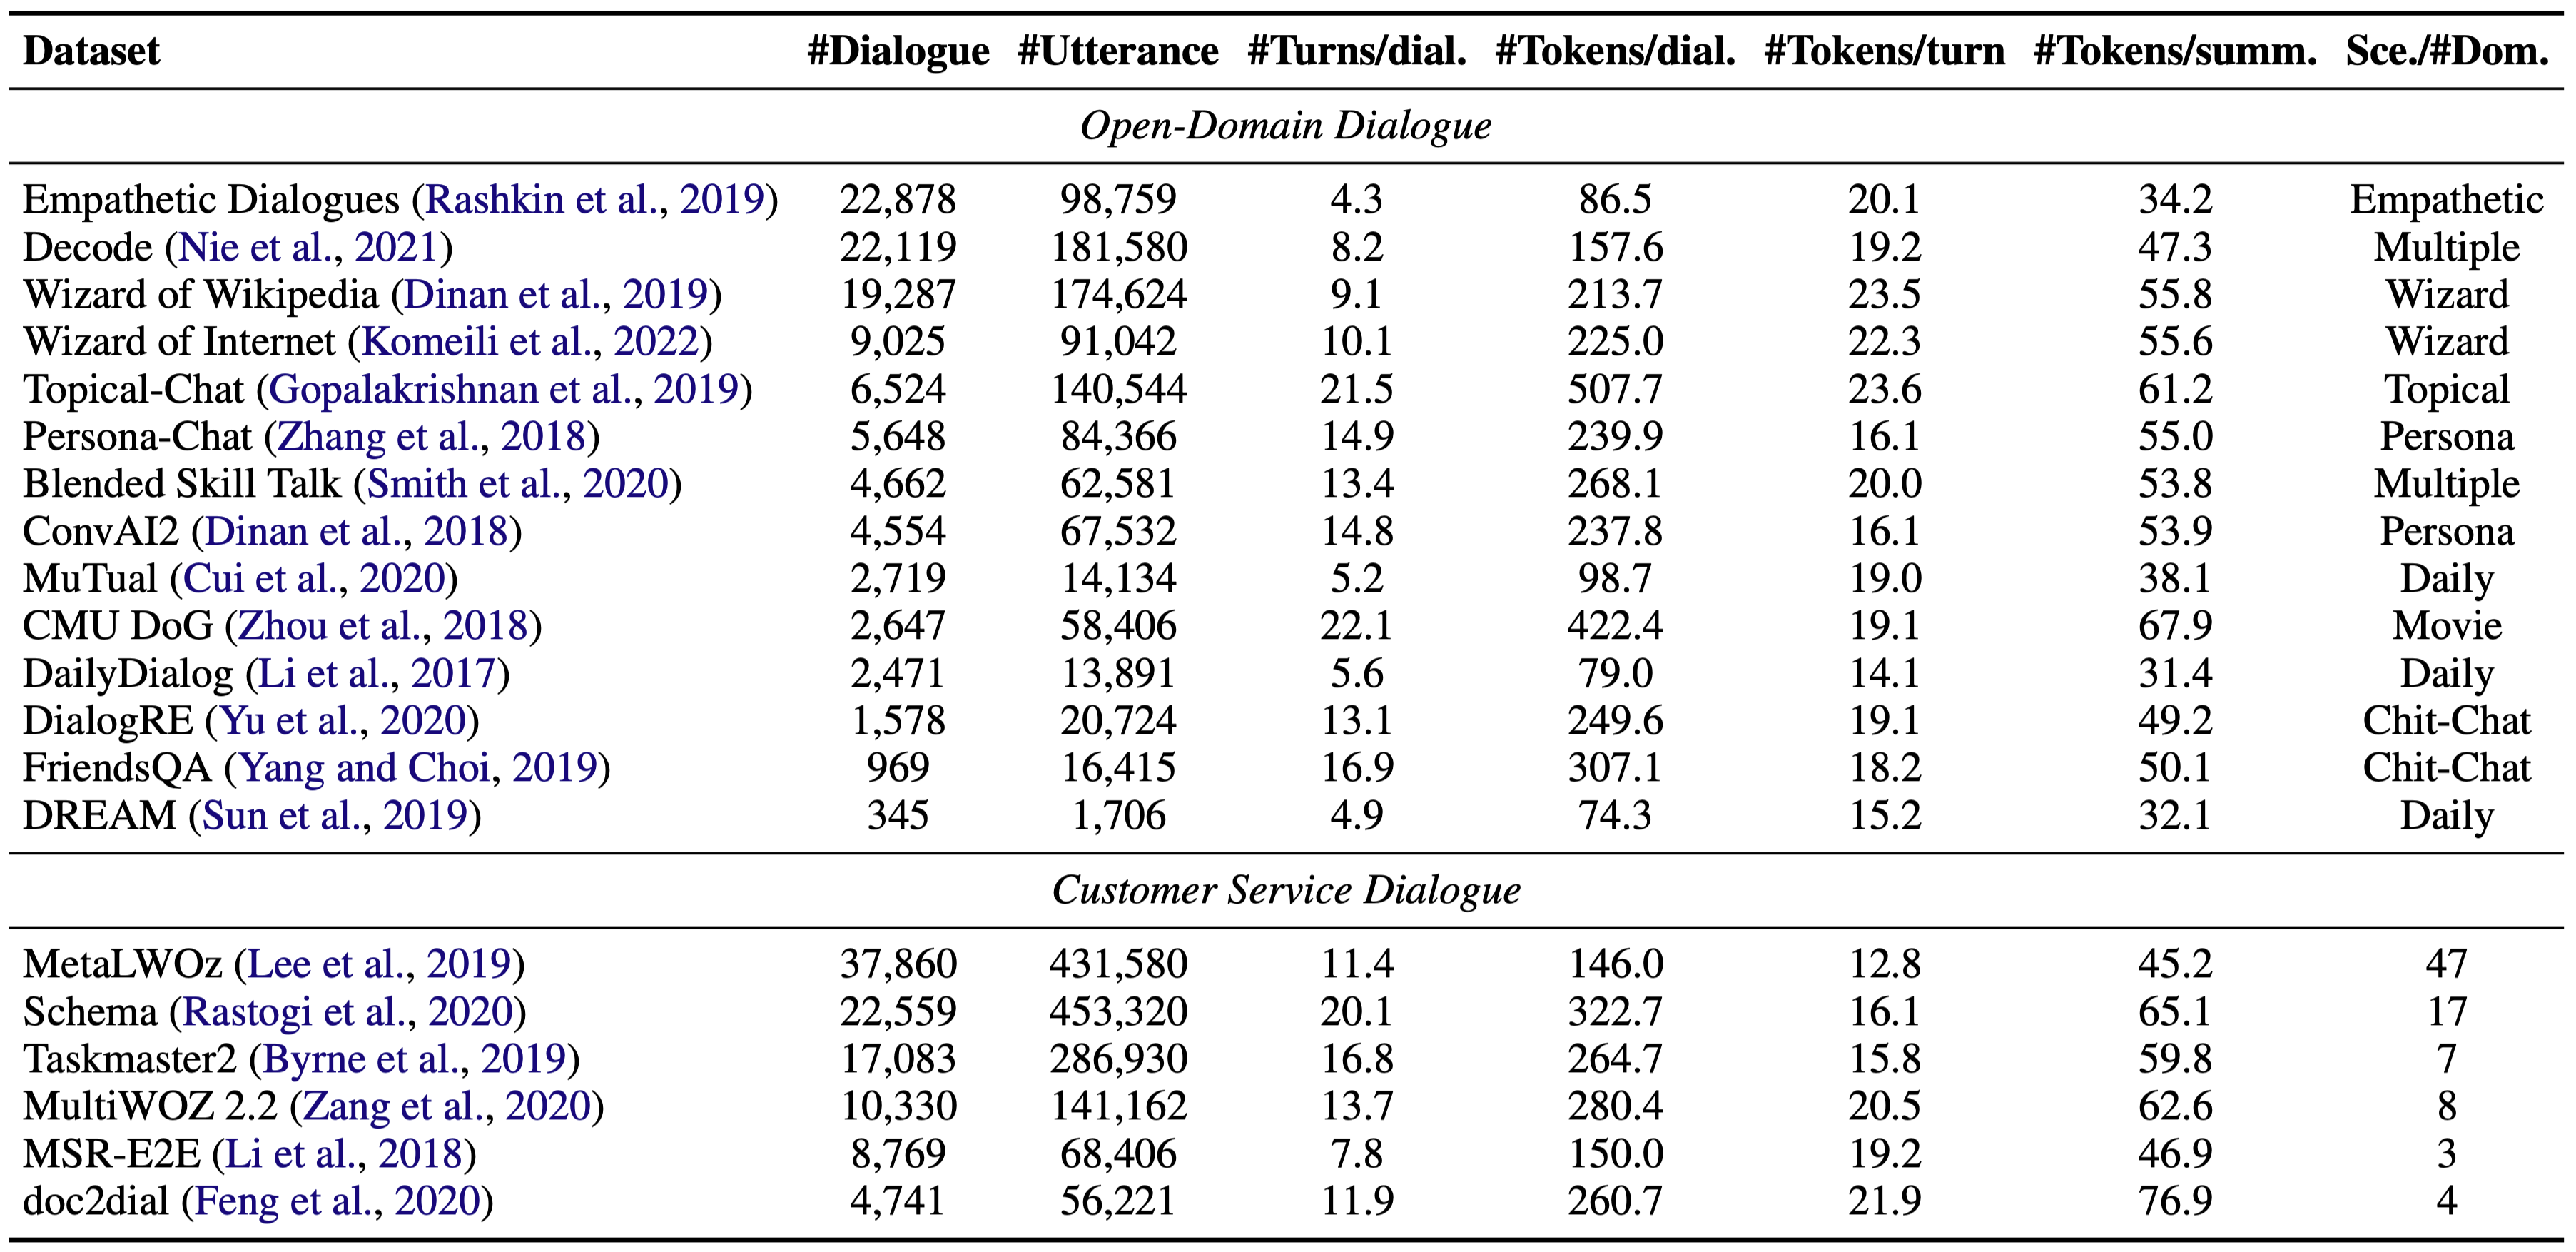 Dataset #Dialogue #Utterance #Turns/dial. #Tokens/dial. #Tokens/turn #Tokens/summ. Sce./#Dom.
Open-Domain Dialogue
Empathetic Dialogues (Rashkin et al., 2019) 22,878 98,759 4.3 86.5 20.1 34.2 Empathetic
Decode (Nie et al., 2021) 22,119 181,580 8.2 157.6 19.2 47.3 Multiple
Wizard of Wikipedia (Dinan et al., 2019) 19,287 174,624 9.1 213.7 23.5 55.8 Wizard
Wizard of Internet (Komeili et al., 2022) 9,025 91,042 10.1 225.0 22.3 55.6 Wizard
Topical-Chat (Gopalakrishnan et al., 2019) 6,524 140,544 21.5 507.7 23.6 61.2 Topical
Persona-Chat (Zhang et al., 2018) 5,648 84,366 14.9 239.9 16.1 55.0 Persona
Blended Skill Talk (Smith et al., 2020) 4,662 62,581 13.4 268.1 20.0 53.8 Multiple
ConvAI2 (Dinan et al., 2018) 4,554 67,532 14.8 237.8 16.1 53.9 Persona
MuTual (Cui et al., 2020) 2,719 14,134 5.2 98.7 19.0 38.1 Daily
CMU DoG (Zhou et al., 2018) 2,647 58,406 22.1 422.4 19.1 67.9 Movie
DailyDialog (Li et al., 2017) 2,471 13,891 5.6 79.0 14.1 31.4 Daily
DialogRE (Yu et al., 2020) 1,578 20,724 13.1 249.6 19.1 49.2 Chit-Chat
FriendsQA (Yang and Choi, 2019) 969 16,415 16.9 307.1 18.2 50.1 Chit-Chat
DREAM (Sun et al., 2019) 345 1,706 4.9 74.3 15.2 32.1 Daily
Customer Service Dialogue
MetaLWOz (Lee et al., 2019) 37,860 431,580 11.4 146.0 12.8 45.2 47
Schema (Rastogi et al., 2020) 22,559 453,320 20.1 322.7 16.1 65.1 17
Taskmaster2 (Byrne et al., 2019) 17,083 286,930 16.8 264.7 15.8 59.8 7
MultiWOZ 2.2 (Zang et al., 2020) 10,330 141,162 13.7 280.4 20.5 62.6 8
MSR-E2E (Li et al., 2018) 8,769 68,406 7.8 150.0 19.2 46.9 3
doc2dial (Feng et al., 2020) 4,741 56,221 11.9 260.7 21.9 76.9 4